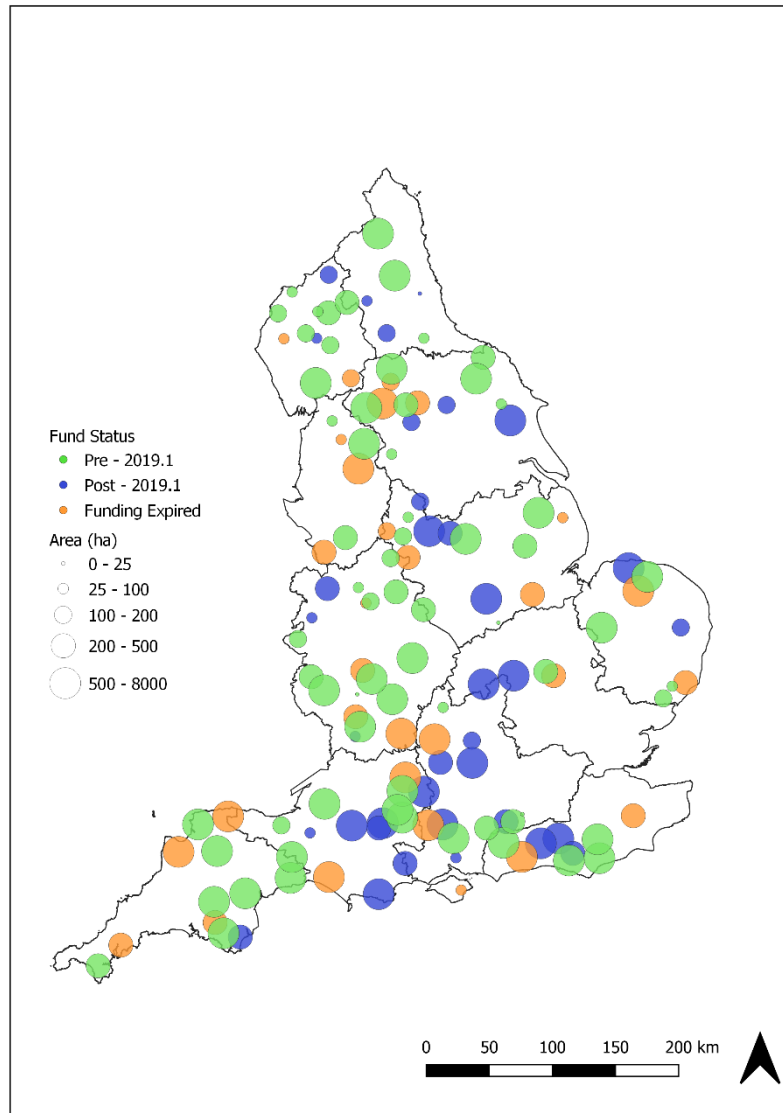 Fund Status
Pre - 2019.1
Post - 2019.1
Funding Expired
Area (ha)
0 - 25
25 - 100
100 - 200
200 - 500
500 - 8000
0 50 100 150 200 km